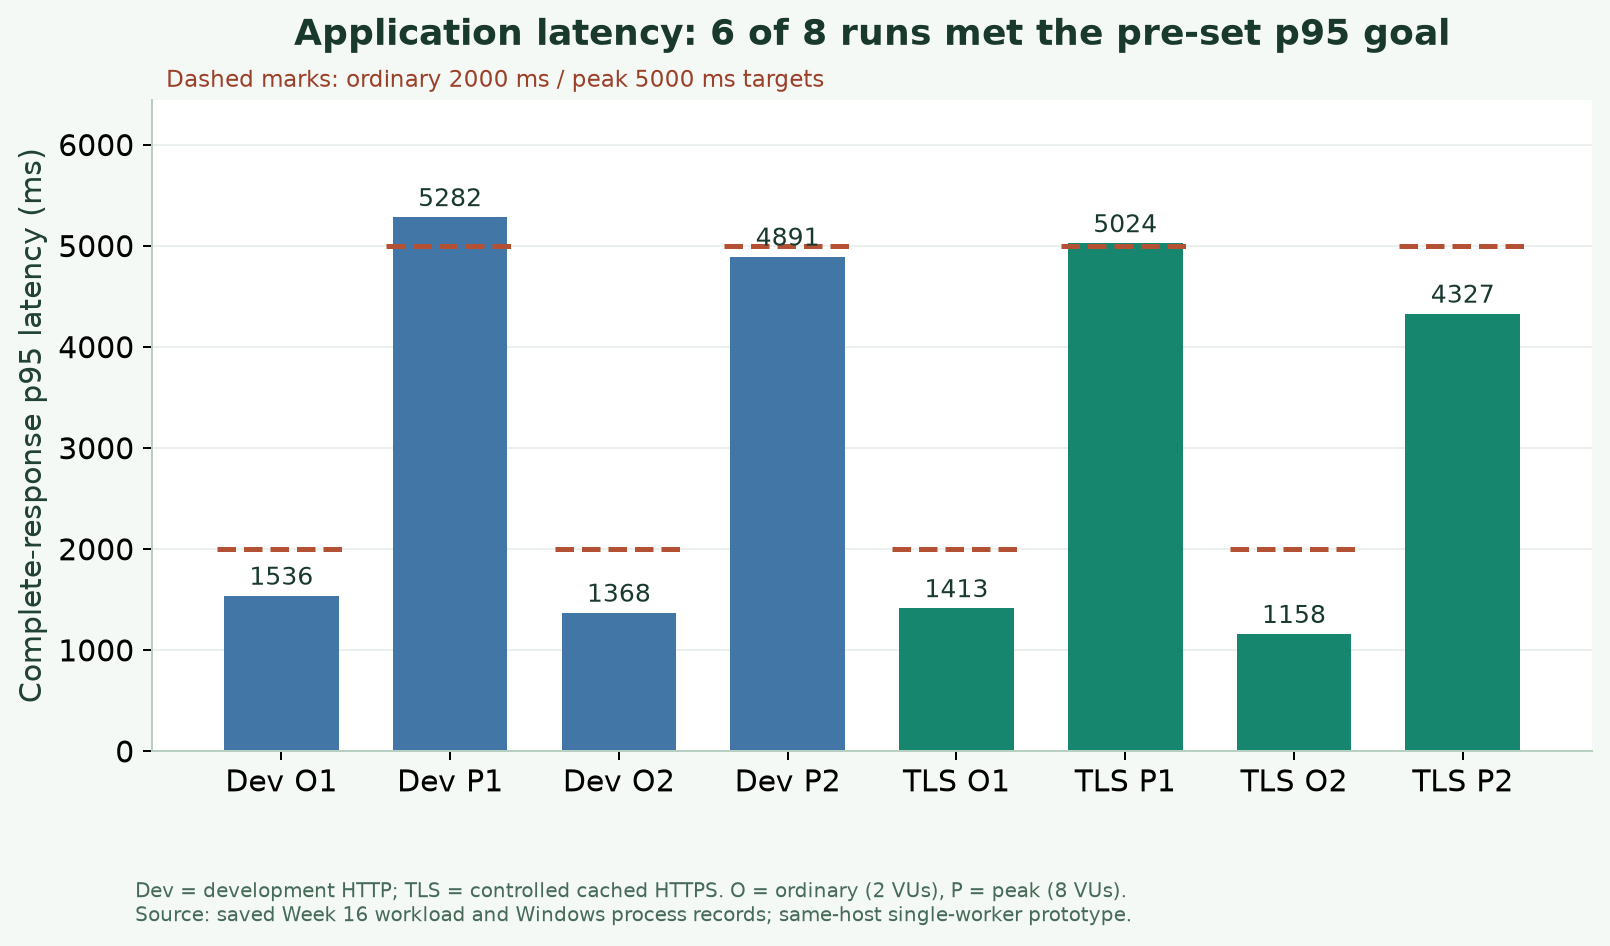 Application latency: 6 of 8 runs met the pre-set p95 goal
Dashed marks: ordinary 2000 ms / peak 5000 ms targets
Complete-response p95 latency (ms)
6000
5000
4000
3000
2000
1000
0
1536
5282
1368
4891
1413
5024
1158
4327
Dev O1
Dev P1
Dev O2
Dev P2
TLS O1
TLS P1
TLS O2
TLS P2
Dev = development HTTP; TLS = controlled cached HTTPS. O = ordinary (2 VUs), P = peak (8 VUs).
Source: saved Week 16 workload and Windows process records; same-host single-worker prototype.